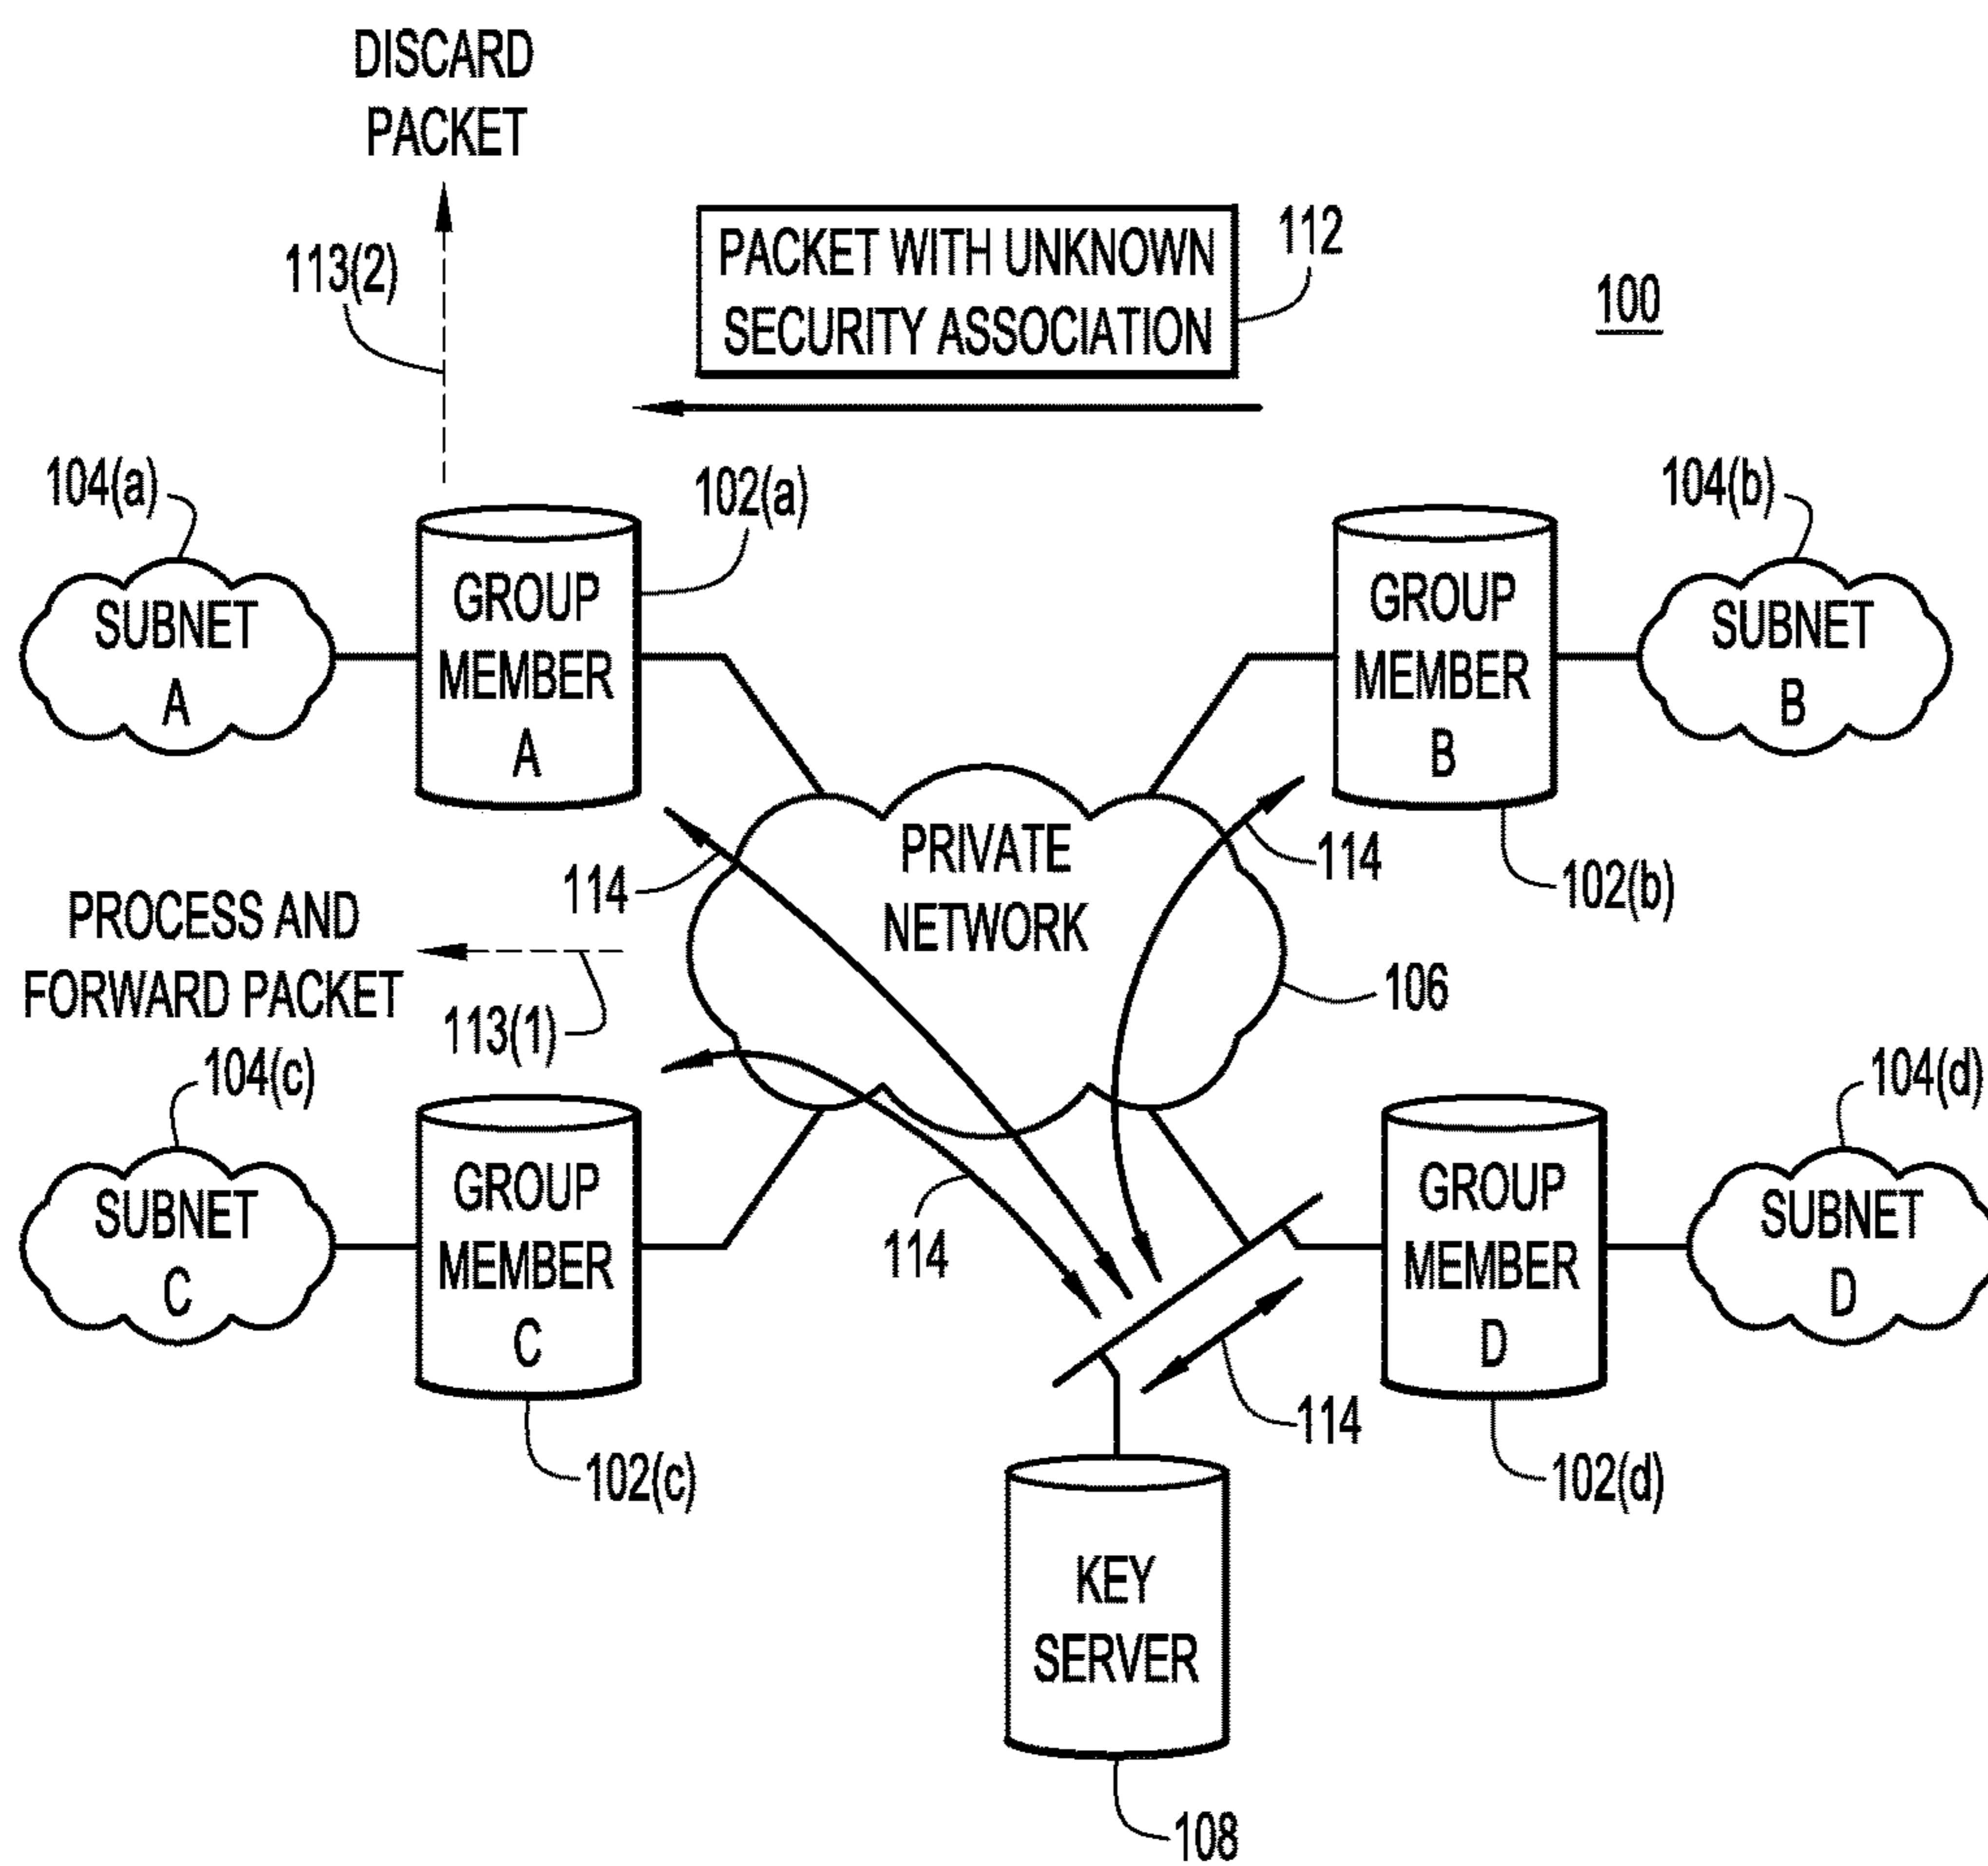 DISCARD
PACKET
113(2)
PACKET WITH UNKNOWN
SECURITY ASSOCIATION
112
100
104(a)
102(a)
104(b)
SUBNET
A
GROUP
MEMBER
A
GROUP
MEMBER
B
SUBNET
B
114
PRIVATE
NETWORK
114
102(b)
PROCESS AND
FORWARD PACKET
113(1)
106
104(c)
104(d)
SUBNET
C
GROUP
MEMBER
C
114
GROUP
MEMBER
D
SUBNET
D
102(c)
114
102(d)
KEY
SERVER
108